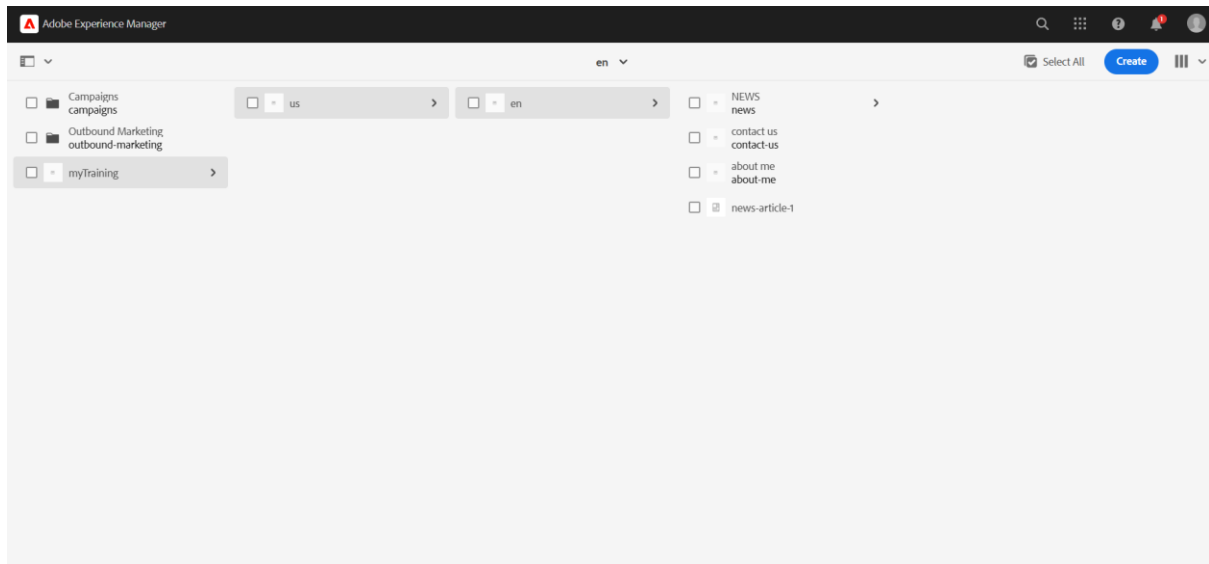 Adobe Experience Manager
1
en
Select All
Create
Campaigns
campaigns
Outbound Marketing
outbound-marketing
myTraining
us
en
NEWS
news
contact us
contact-us
about me
about-me
news-article-1